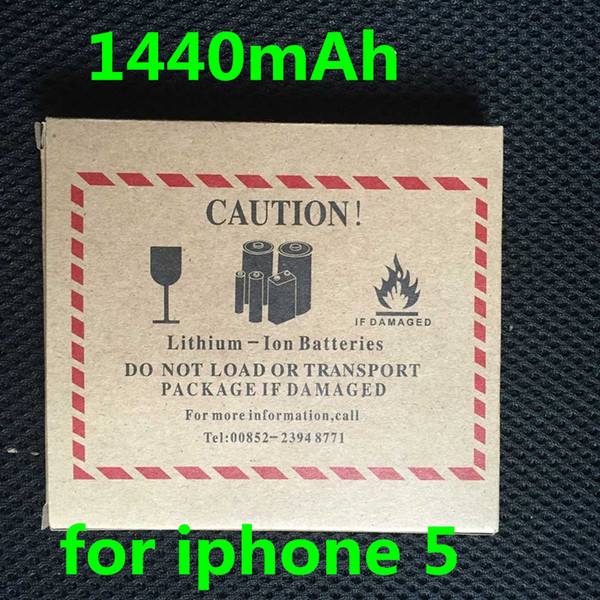 1440mAh
CAUTION!
IF DAMAGED
Lithium-Ion Batteries
DO NOT LOAD OR TRANSPORT
PACKAGE IF DAMAGED
For more information,call
Tel:00852-2394 8771
for iphone 5